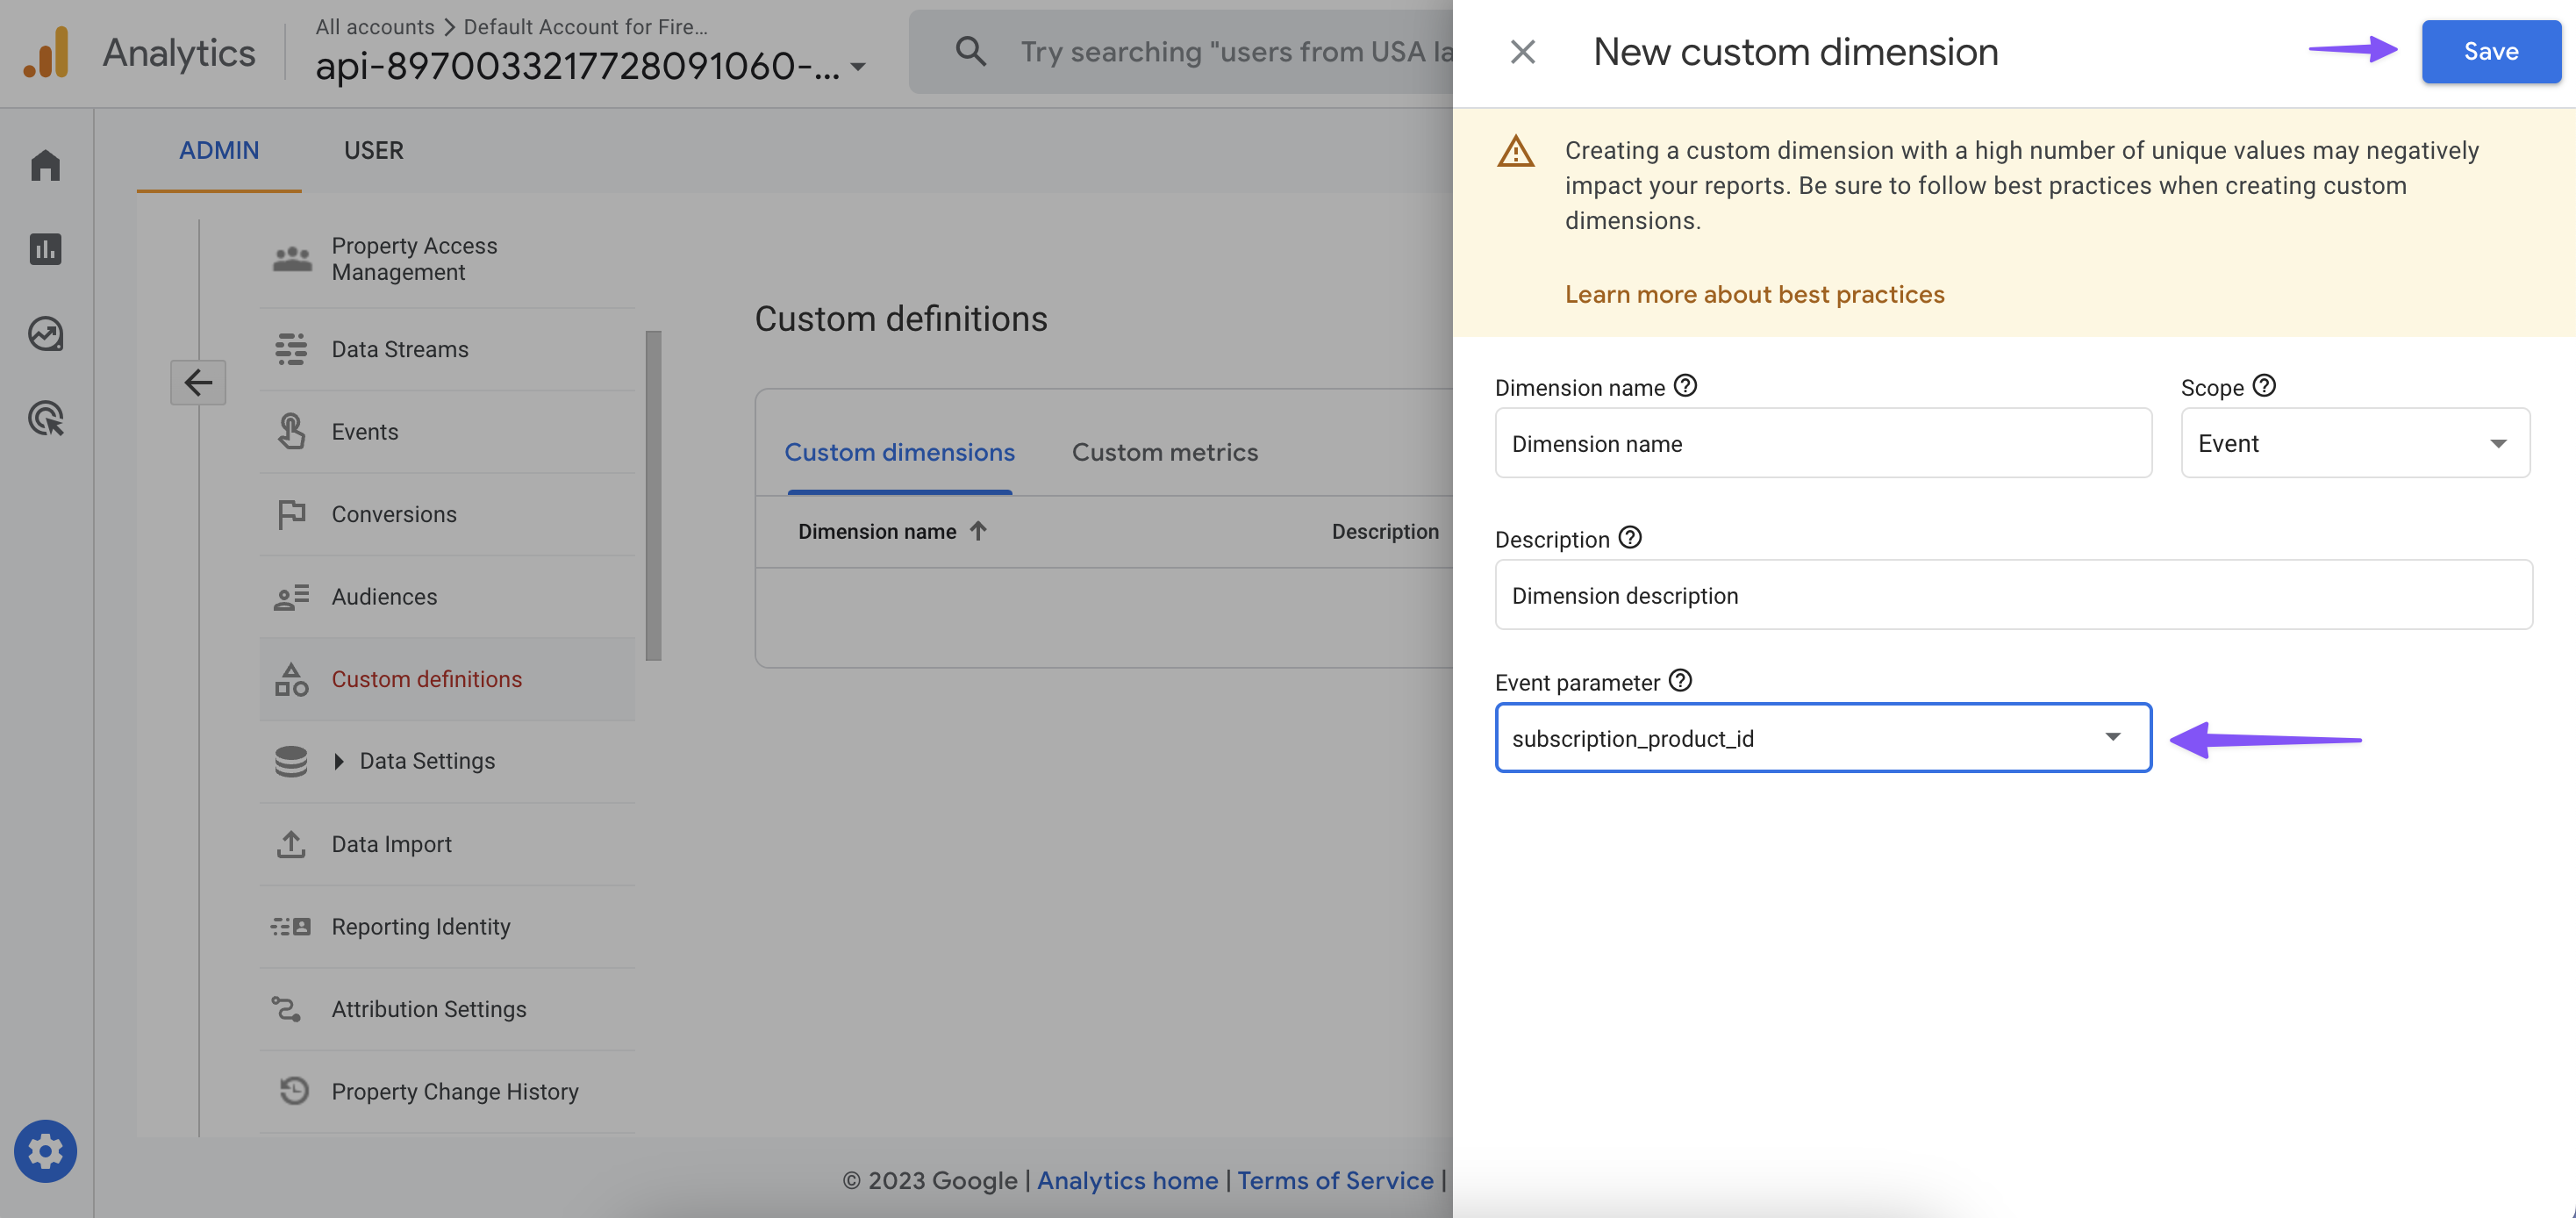 Analytics
All accounts > Default Account for Fire...
api-8970033217728091060-...
Try searching "users from USA la
ADMIN
USER
Property Access
Management
Data Streams
Events
Conversions
Audiences
Custom definitions
Data Settings
Data Import
Reporting Identity
Attribution Settings
Property Change History
Custom definitions
Custom dimensions
Custom metrics
Dimension name
Description
© 2023 Google | Analytics home | Terms of Service |
New custom dimension
Save
Creating a custom dimension with a high number of unique values may negatively
impact your reports. Be sure to follow best practices when creating custom
dimensions.
Learn more about best practices
Dimension name
Scope
Dimension name
Event
Description
Dimension description
Event parameter
subscription_product_id